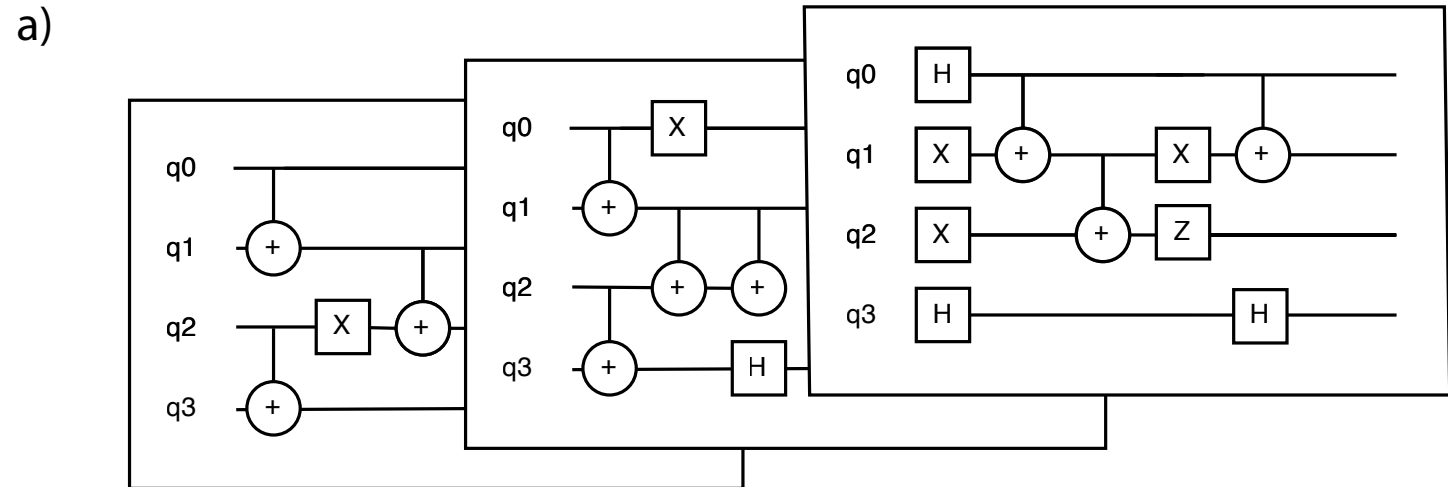 a)
q0
q1 +
q2 X +
q3 +
q0 X
q1 +
q2 + +
q3 + H
q0 H
q1 X + X +
q2 X + Z
q3 H H